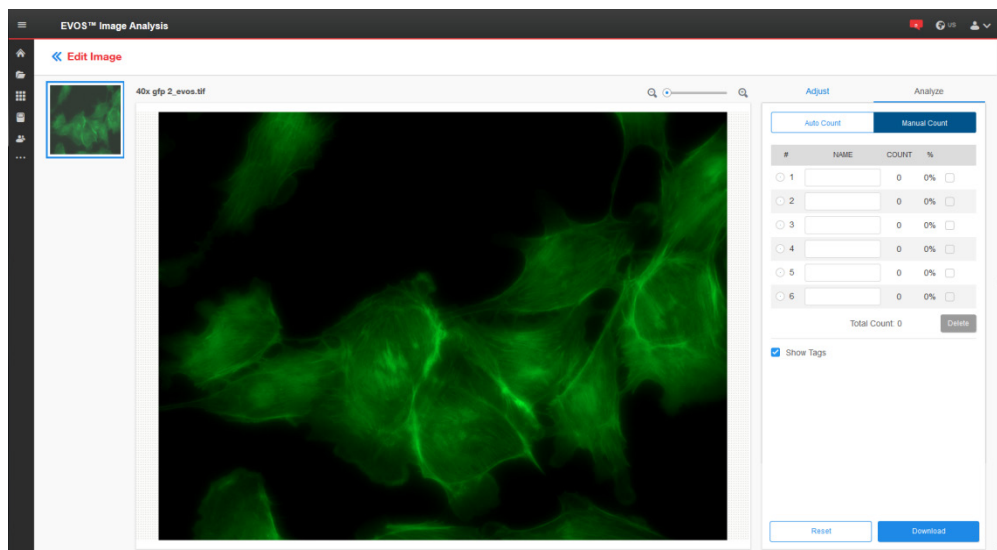 EVOS™ Image Analysis
US
Edit Image
40x gfp 2_evos.tif
Adjust Analyze
Auto Count Manual Count
# NAME COUNT %
1 0 0%
2 0 0%
3 0 0%
4 0 0%
5 0 0%
6 0 0%
Total Count: 0 Delete
Show Tags
Reset Download